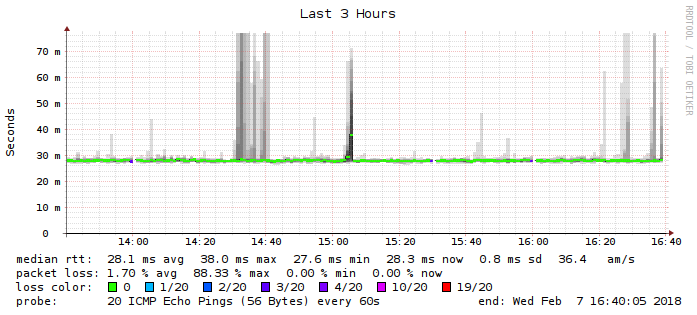 Last 3 Hours
RRDTOOL / TOBI OETIKER
Seconds
70 m
60 m
50 m
40 m
30 m
20 m
10 m
0
14:00 14:20 14:40 15:00 15:20 15:40 16:00 16:20 16:40
median rtt: 28.1 ms avg 38.0 ms max 27.6 ms min 28.3 ms now 0.8 ms sd 36.4 am/s
packet loss: 1.70 % avg 88.33 % max 0.00 % min 0.00 % now
loss color: 0 1/20 2/20 3/20 4/20 10/20 19/20
probe: 20 ICMP Echo Pings (56 Bytes) every 60s end: Wed Feb 7 16:40:05 2018